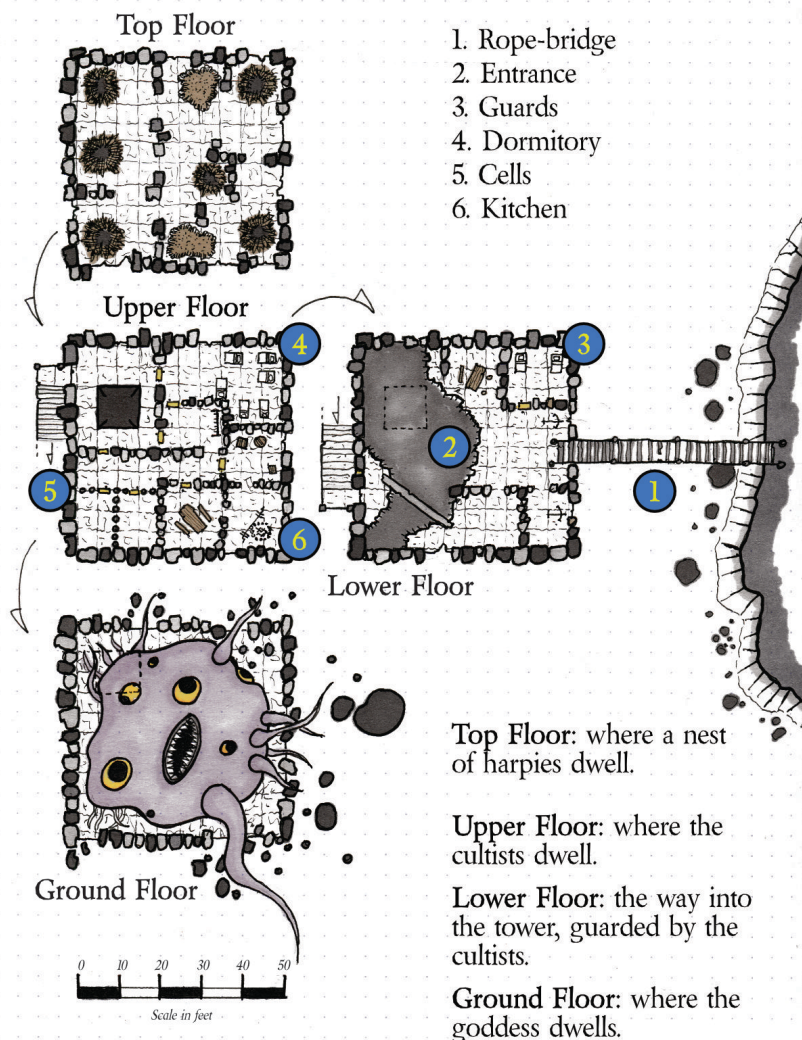 Top Floor
1. Rope-bridge
2. Entrance
3. Guards
4. Dormitory
5. Cells
6. Kitchen
Upper Floor
4
3
2
5
1
6
Lower Floor
Ground Floor
Top Floor: where a nest
of harpies dwell.
Upper Floor: where the
cultists dwell.
Lower Floor: the way into
the tower, guarded by the
cultists.
Ground Floor: where the
goddess dwells.
0 10 20 30 40 50
Scale in feet